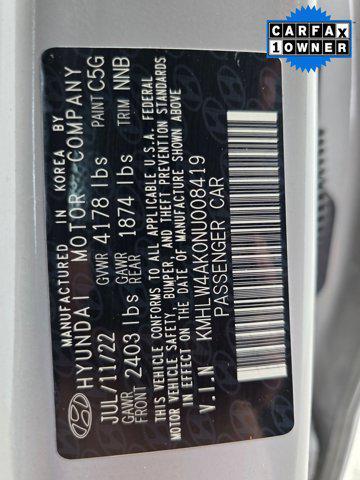 CARFAX
1 OWNER
MANUFACTURED IN KOREA BY
HYUNDAI MOTOR COMPANY
JUL/11/22 GVWR 4178 lbs PAINT C5G
GAWR FRONT 2403 lbs GAWR REAR 1874 lbs TRIM NNB
THIS VEHICLE CONFORMS TO ALL APPLICABLE U.S.A. FEDERAL
MOTOR VEHICLE SAFETY, BUMPER, AND THEFT PREVENTION STANDARDS
IN EFFECT ON THE DATE OF MANUFACTURE SHOWN ABOVE
V.I.N KMHLW4AK0NU008419
PASSENGER CAR